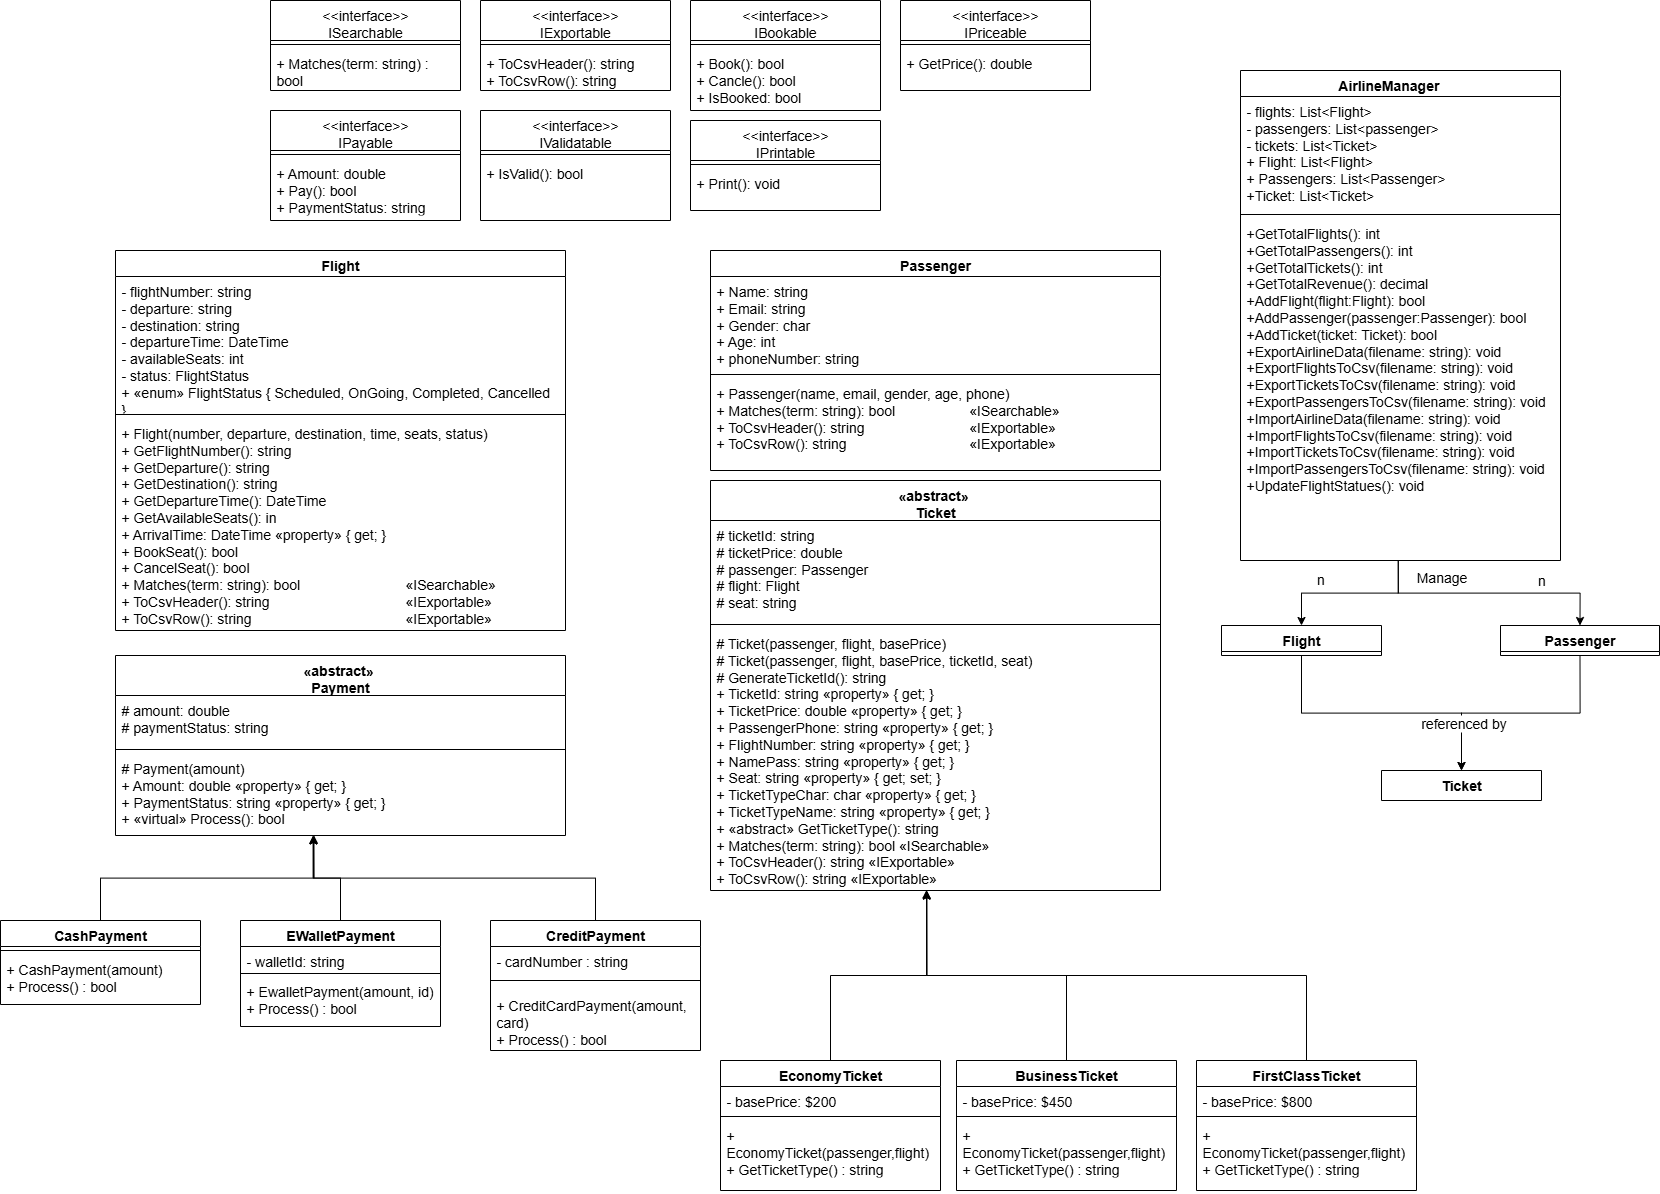 <<interface>>
ISearchable
+ Matches(term: string) :
bool
<<interface>>
IExportable
+ ToCsvHeader(): string
+ ToCsvRow(): string
<<interface>>
IBookable
+ Book(): bool
+ Cancle(): bool
+ IsBooked: bool
<<interface>>
IPriceable
+ GetPrice(): double
<<interface>>
IPayable
+ Amount: double
+ Pay(): bool
+ PaymentStatus: string
<<interface>>
IValidatable
+ IsValid(): bool
<<interface>>
IPrintable
+ Print(): void
AirlineManager
- flights: List<Flight>
- passengers: List<passenger>
- tickets: List<Ticket>
+ Flight: List<Flight>
+ Passengers: List<Passenger>
+Ticket: List<Ticket>
+GetTotalFlights(): int
+GetTotalPassengers(): int
+GetTotalTickets(): int
+GetTotalRevenue(): decimal
+AddFlight(flight:Flight): bool
+AddPassenger(passenger:Passenger): bool
+AddTicket(ticket: Ticket): bool
+ExportAirlineData(filename: string): void
+ExportFlightsToCsv(filename: string): void
+ExportTicketsToCsv(filename: string): void
+ExportPassengersToCsv(filename: string): void
+ImportAirlineData(filename: string): void
+ImportFlightsToCsv(filename: string): void
+ImportTicketsToCsv(filename: string): void
+ImportPassengersToCsv(filename: string): void
+UpdateFlightStatues(): void
n
Manage
n
Flight
Passenger
referenced by
Ticket
Flight
- flightNumber: string
- departure: string
- destination: string
- departureTime: DateTime
- availableSeats: int
- status: FlightStatus
+ «enum» FlightStatus { Scheduled, OnGoing, Completed, Cancelled
}
+ Flight(number, departure, destination, time, seats, status)
+ GetFlightNumber(): string
+ GetDeparture(): string
+ GetDestination(): string
+ GetDepartureTime(): DateTime
+ GetAvailableSeats(): in
+ ArrivalTime: DateTime «property» { get; }
+ BookSeat(): bool
+ CancelSeat(): bool
+ Matches(term: string): bool «ISearchable»
+ ToCsvHeader(): string «IExportable»
+ ToCsvRow(): string «IExportable»
Passenger
+ Name: string
+ Email: string
+ Gender: char
+ Age: int
+ phoneNumber: string
+ Passenger(name, email, gender, age, phone)
+ Matches(term: string): bool «ISearchable»
+ ToCsvHeader(): string «IExportable»
+ ToCsvRow(): string «IExportable»
«abstract»
Ticket
# ticketId: string
# ticketPrice: double
# passenger: Passenger
# flight: Flight
# seat: string
# Ticket(passenger, flight, basePrice)
# Ticket(passenger, flight, basePrice, ticketId, seat)
# GenerateTicketId(): string
+ TicketId: string «property» { get; }
+ TicketPrice: double «property» { get; }
+ PassengerPhone: string «property» { get; }
+ FlightNumber: string «property» { get; }
+ NamePass: string «property» { get; }
+ Seat: string «property» { get; set; }
+ TicketTypeChar: char «property» { get; }
+ TicketTypeName: string «property» { get; }
+ «abstract» GetTicketType(): string
+ Matches(term: string): bool «ISearchable»
+ ToCsvHeader(): string «IExportable»
+ ToCsvRow(): string «IExportable»
«abstract»
Payment
# amount: double
# paymentStatus: string
# Payment(amount)
+ Amount: double «property» { get; }
+ PaymentStatus: string «property» { get; }
+ «virtual» Process(): bool
CashPayment
+ CashPayment(amount)
+ Process() : bool
EWalletPayment
- walletId: string
+ EwalletPayment(amount, id)
+ Process() : bool
CreditPayment
- cardNumber : string
+ CreditCardPayment(amount,
card)
+ Process() : bool
EconomyTicket
- basePrice: $200
+
EconomyTicket(passenger,flight)
+ GetTicketType() : string
BusinessTicket
- basePrice: $450
+
EconomyTicket(passenger,flight)
+ GetTicketType() : string
FirstClassTicket
- basePrice: $800
+
EconomyTicket(passenger,flight)
+ GetTicketType() : string